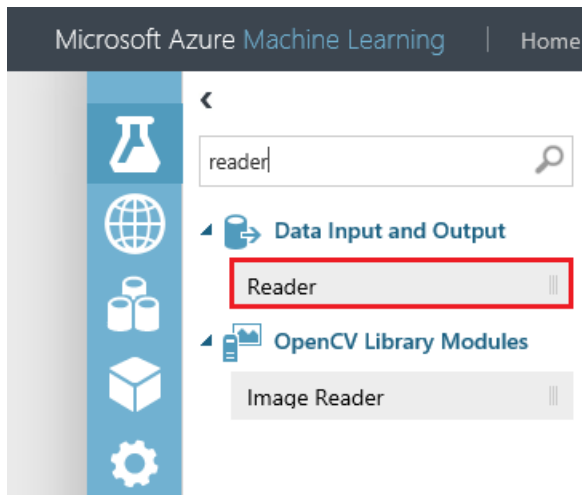 Microsoft Azure Machine Learning | Home
reader
Data Input and Output
Reader
OpenCV Library Modules
Image Reader